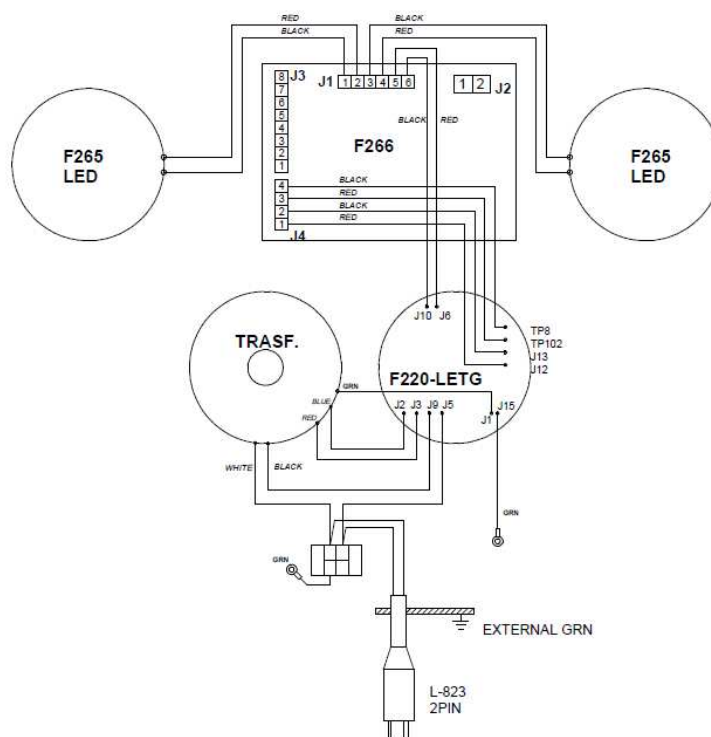 RED
BLACK
BLACK
RED
F265
LED
8
7
6
5
4
3
2
1
J3
J1
1 2 3 4 5 6
1 2
J2
BLACK
RED
F266
F265
LED
4
3
2
1
J4
BLACK
RED
BLACK
RED
TRASF.
J10
J6
TP8
TP102
J13
J12
F220-LETG
GRN
BLUE
RED
J2 J3 J9 J5
J1
J15
WHITE
BLACK
GRN
GRN
EXTERNAL GRN
L-823
2PIN